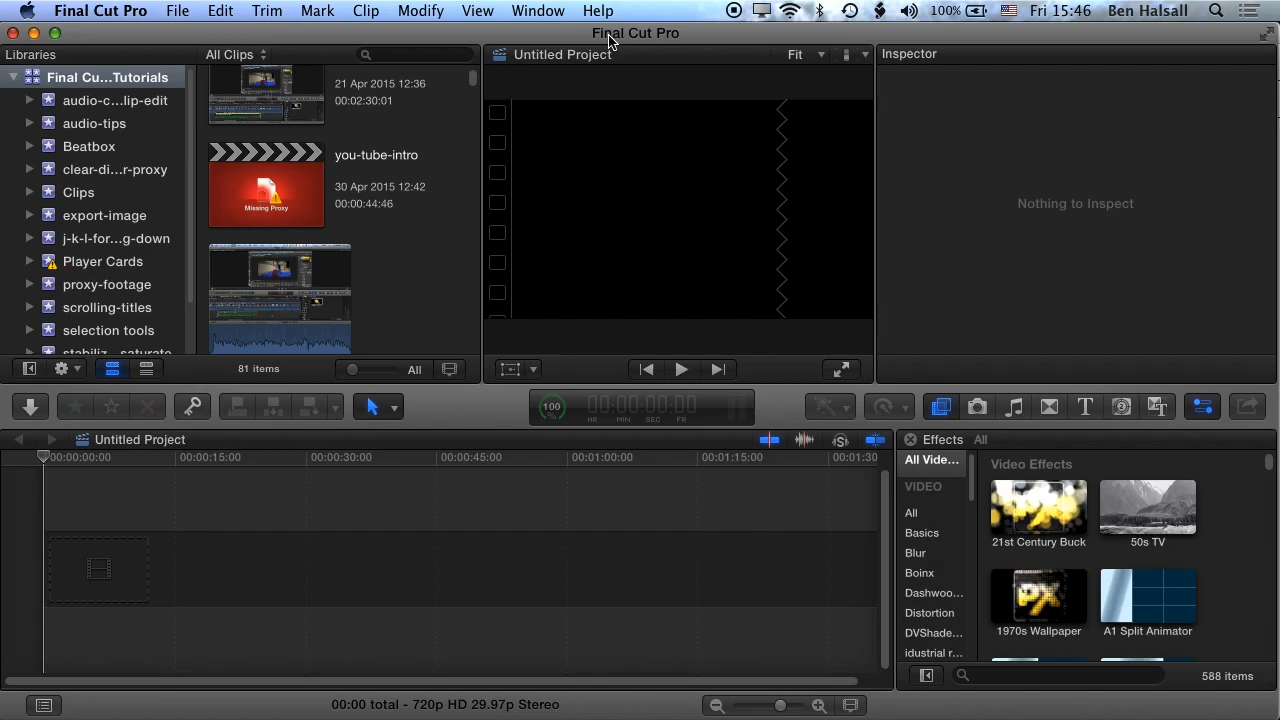 Final Cut Pro File Edit Trim Mark Clip Modify View Window Help 100% Fri 15:46 Ben Halsall
Final Cut Pro
Libraries
All Clips
Untitled Project
Fit
Inspector
Final Cu...Tutorials
audio-c...lip-edit
audio-tips
Beatbox
clear-di...r-proxy
Clips
export-image
j-k-l-for...g-down
Player Cards
proxy-footage
scrolling-titles
selection tools
stabiliz...saturate
21 Apr 2015 12:36
00:02:30:01
you-tube-intro
30 Apr 2015 12:42
00:00:44:46
Missing Proxy
Nothing to Inspect
81 items
All
100
%
00:00:00:00
HR MIN SEC FR
Untitled Project
00:00:00:00 00:00:15:00 00:00:30:00 00:00:45:00 00:01:00:00 00:01:15:00 00:01:30
Effects All
All Vide...
VIDEO
All
Basics
Blur
Boinx
Dashwoo...
Distortion
DVShade...
idustrial r...
Video Effects
21st Century Buck
50s TV
1970s Wallpaper
A1 Split Animator
588 items
00:00 total - 720p HD 29.97p Stereo